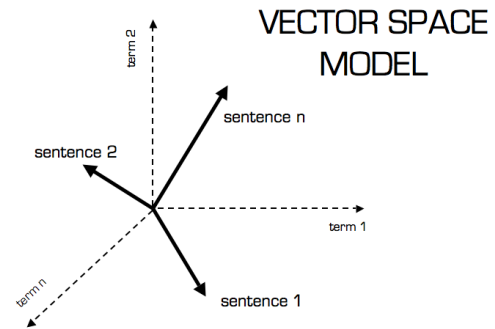 VECTOR SPACE
MODEL
term 2
sentence n
sentence 2
term 1
term n
sentence 1